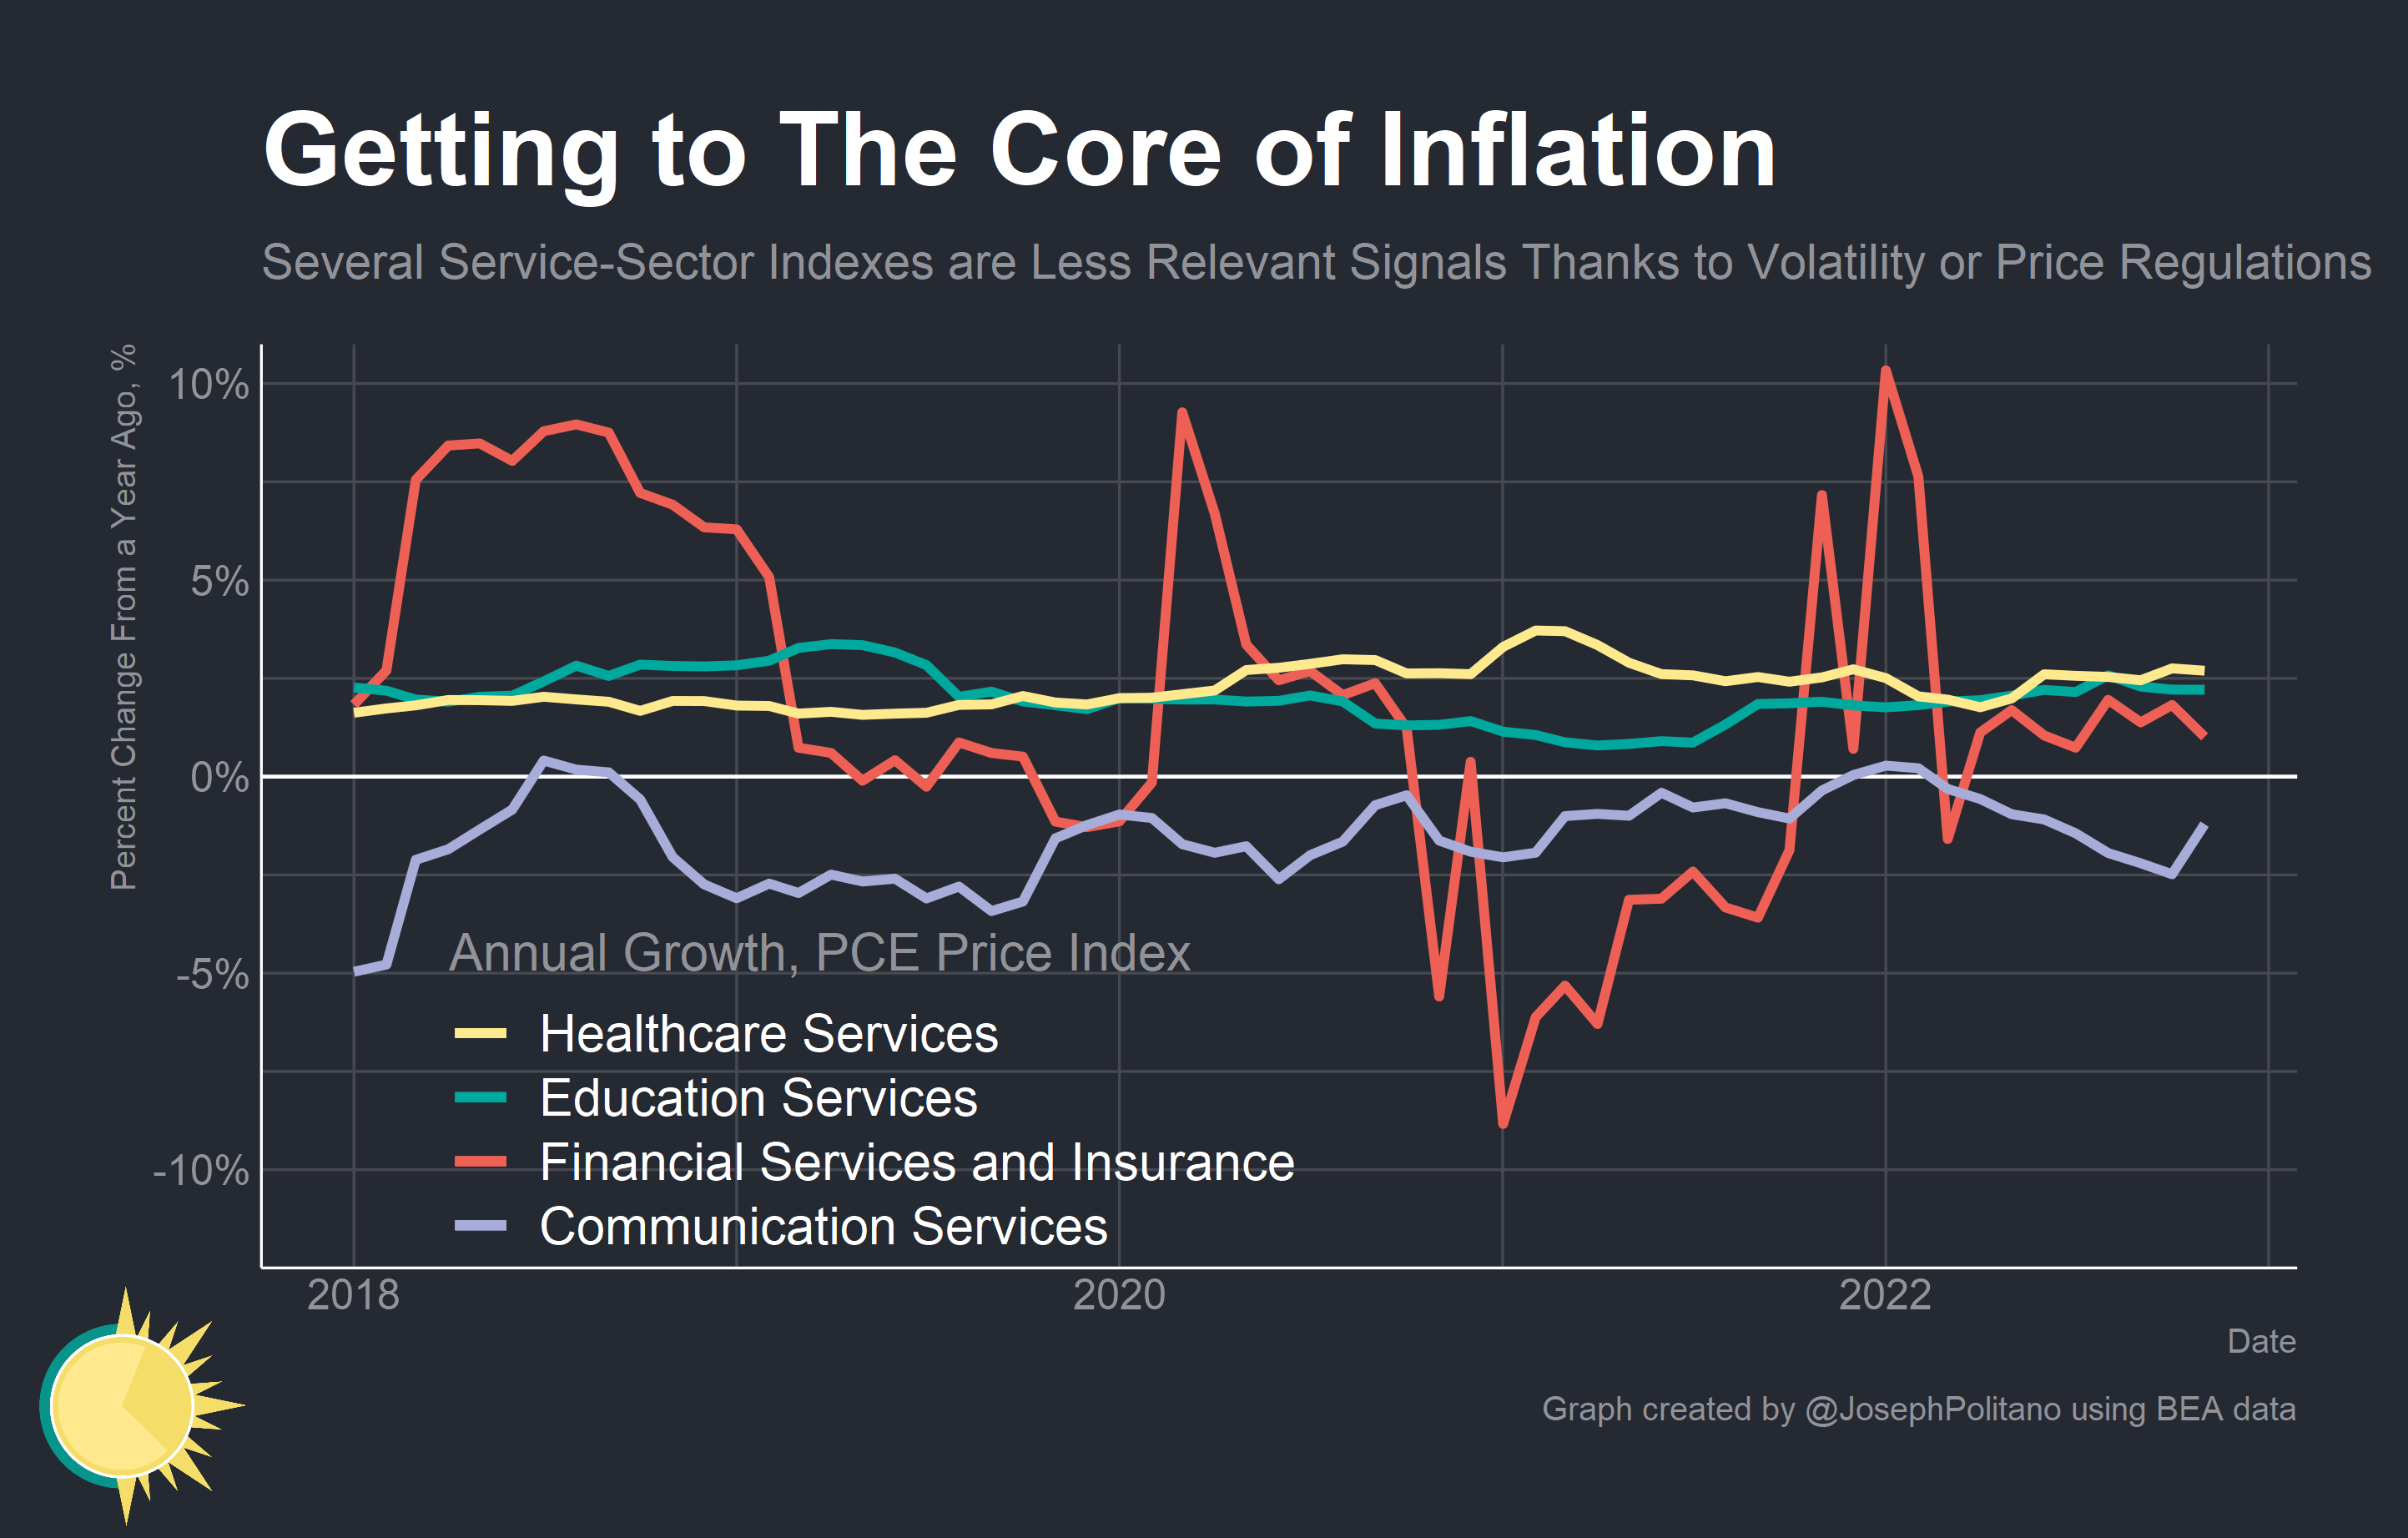 Getting to The Core of Inflation
Several Service-Sector Indexes are Less Relevant Signals Thanks to Volatility or Price Regulations
Percent Change From a Year Ago, %
10%
5%
0%
-5%
-10%
Annual Growth, PCE Price Index
Healthcare Services
Education Services
Financial Services and Insurance
Communication Services
2018 2020 2022
Date
Graph created by @JosephPolitano using BEA data